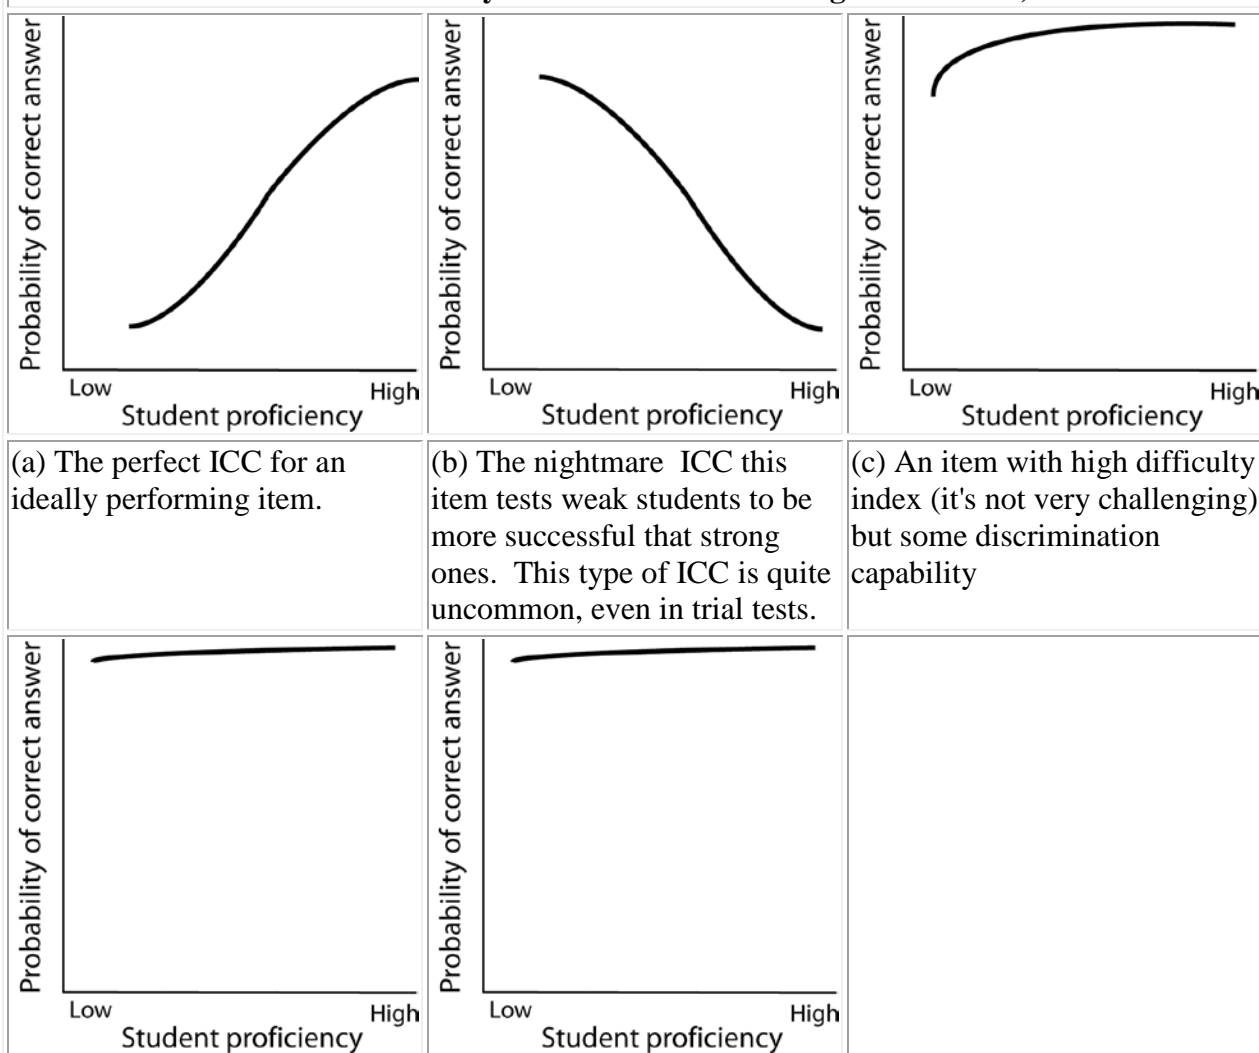 Probability of correct answer
Low
High
Student proficiency
Probability of correct answer
Low
High
Student proficiency
Probability of correct answer
Low
High
Student proficiency
(a) The perfect ICC for an
ideally performing item.
(b) The nightmare ICC this
item tests weak students to be
more successful that strong
ones. This type of ICC is quite
uncommon, even in trial tests.
(c) An item with high difficulty
index (it's not very challenging)
but some discrimination
capability
Probability of correct answer
Low
High
Student proficiency
Probability of correct answer
Low
High
Student proficiency